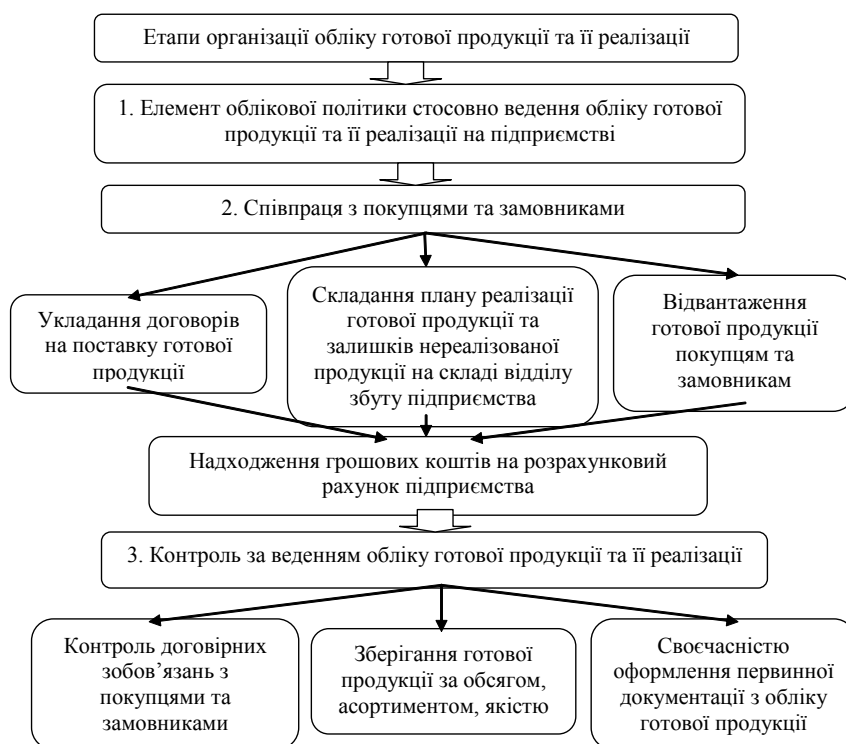 Етапи організації обліку готової продукції та її реалізації
1. Елемент облікової політики стосовно ведення обліку готової
продукції та її реалізації на підприємстві
2. Співпраця з покупцями та замовниками
Укладання договорів
на поставку готової
продукції
Складання плану реалізації
готової продукції та
залишків нереалізованої
продукції на складі відділу
збуту підприємства
Відвантаження
готової продукції
покупцям та
замовникам
Надходження грошових коштів на розрахунковий
рахунок підприємства
3. Контроль за веденням обліку готової продукції та її реалізації
Контроль договірних
зобов’язань з
покупцями та
замовниками
Зберігання готової
продукції за обсягом,
асортиментом, якістю
Своєчасністю
оформлення первинної
документації з обліку
готової продукції